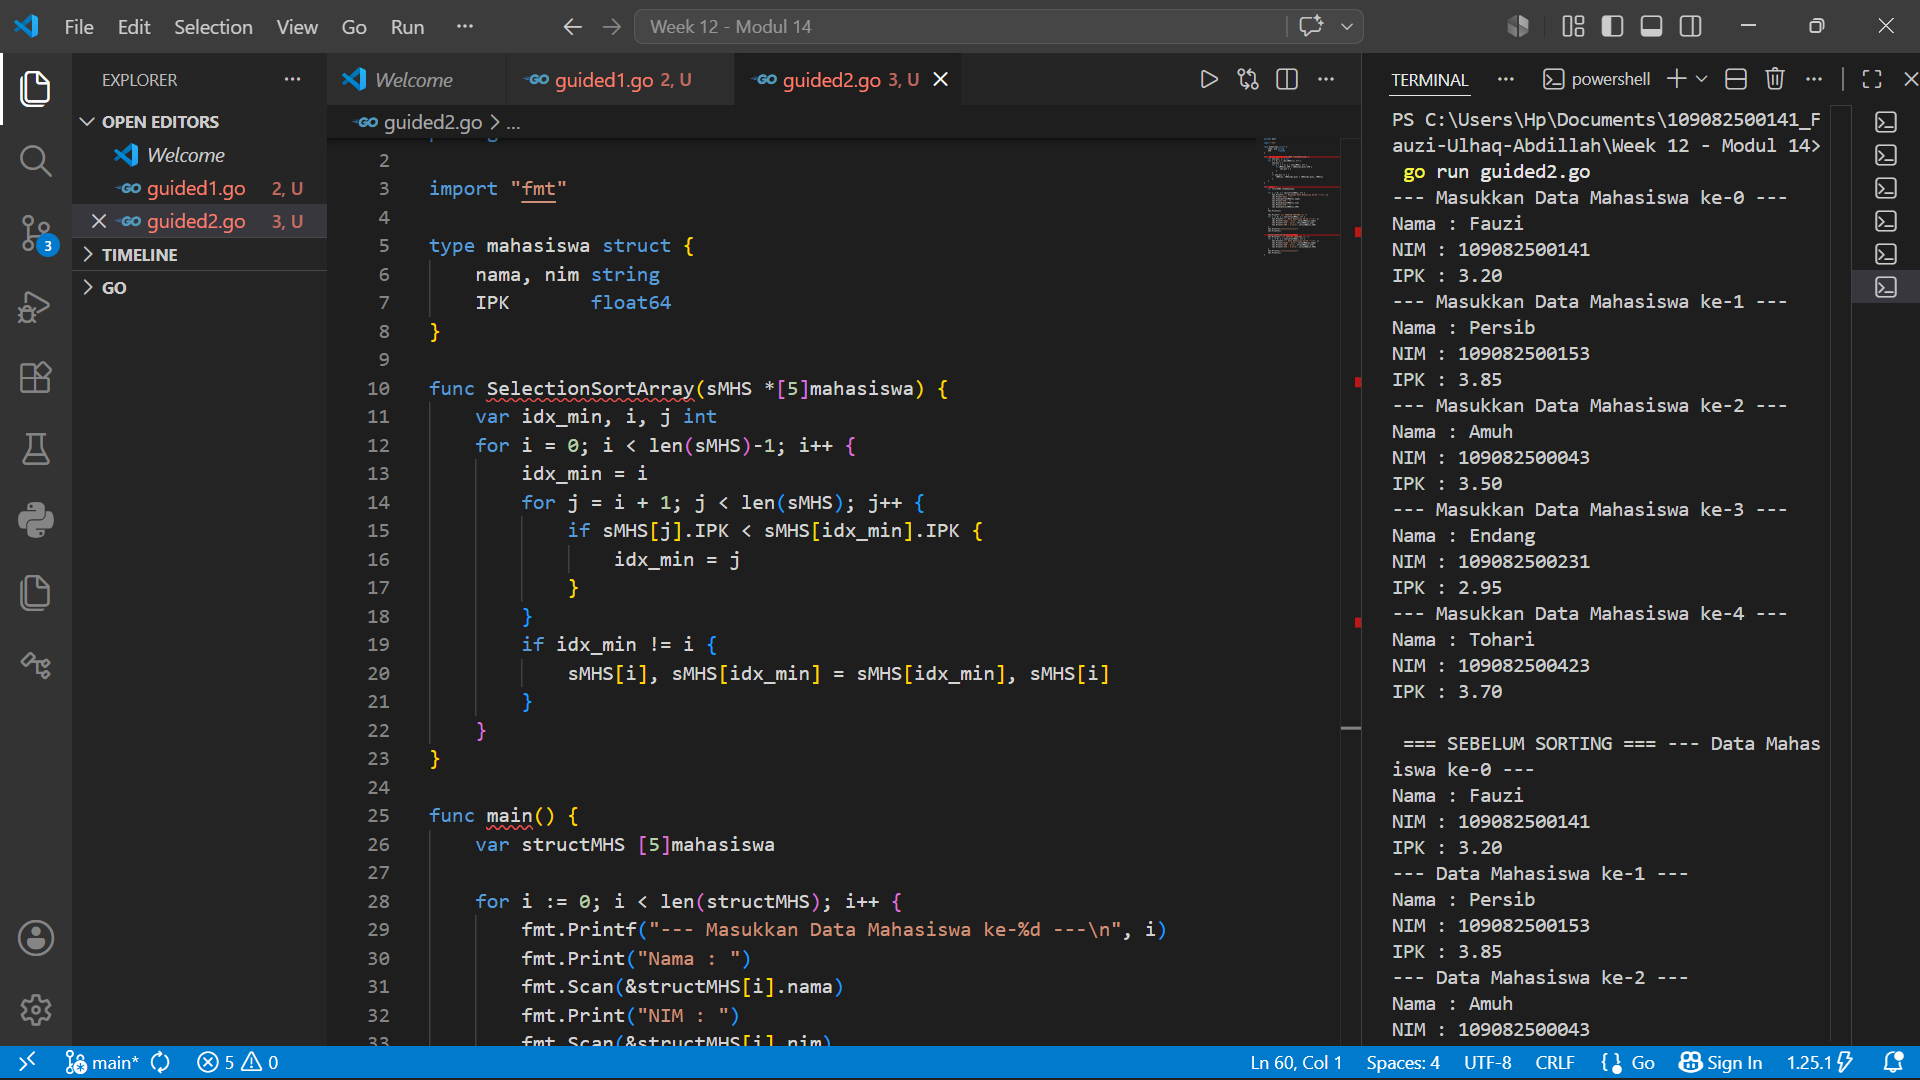 File Edit Selection View Go Run ··· Week 12 - Modul 14
EXPLORER ···
OPEN EDITORS
Welcome
guided1.go 2, U
guided2.go 3, U
TIMELINE
GO
3
Welcome guided1.go 2, U guided2.go 3, U
guided2.go > ...
2
3 import "fmt"
4
5 type mahasiswa struct {
6 nama, nim string
7 IPK float64
8 }
9
10 func SelectionSortArray(sMHS *[5]mahasiswa) {
11 var idx_min, i, j int
12 for i = 0; i < len(sMHS)-1; i++ {
13 idx_min = i
14 for j = i + 1; j < len(sMHS); j++ {
15 if sMHS[j].IPK < sMHS[idx_min].IPK {
16 idx_min = j
17 }
18 }
19 if idx_min != i {
20 sMHS[i], sMHS[idx_min] = sMHS[idx_min], sMHS[i]
21 }
22 }
23 }
24
25 func main() {
26 var structMHS [5]mahasiswa
27
28 for i := 0; i < len(structMHS); i++ {
29 fmt.Printf("--- Masukkan Data Mahasiswa ke-%d ---\n", i)
30 fmt.Print("Nama : ")
31 fmt.Scan(&structMHS[i].nama)
32 fmt.Print("NIM : ")
33 fmt.Scan(&structMHS[i].nim)
TERMINAL ··· powershell
PS C:\Users\Hp\Documents\109082500141_F
auzi-Ulhaq-Abdillah\Week 12 - Modul 14>
go run guided2.go
--- Masukkan Data Mahasiswa ke-0 ---
Nama : Fauzi
NIM : 109082500141
IPK : 3.20
--- Masukkan Data Mahasiswa ke-1 ---
Nama : Persib
NIM : 109082500153
IPK : 3.85
--- Masukkan Data Mahasiswa ke-2 ---
Nama : Amuh
NIM : 109082500043
IPK : 3.50
--- Masukkan Data Mahasiswa ke-3 ---
Nama : Endang
NIM : 109082500231
IPK : 2.95
--- Masukkan Data Mahasiswa ke-4 ---
Nama : Tohari
NIM : 109082500423
IPK : 3.70
=== SEBELUM SORTING === --- Data Mahas
iswa ke-0 ---
Nama : Fauzi
NIM : 109082500141
IPK : 3.20
--- Data Mahasiswa ke-1 ---
Nama : Persib
NIM : 109082500153
IPK : 3.85
--- Data Mahasiswa ke-2 ---
Nama : Amuh
NIM : 109082500043
main* 5 0 Ln 60, Col 1 Spaces: 4 UTF-8 CRLF Go Sign In 1.25.1